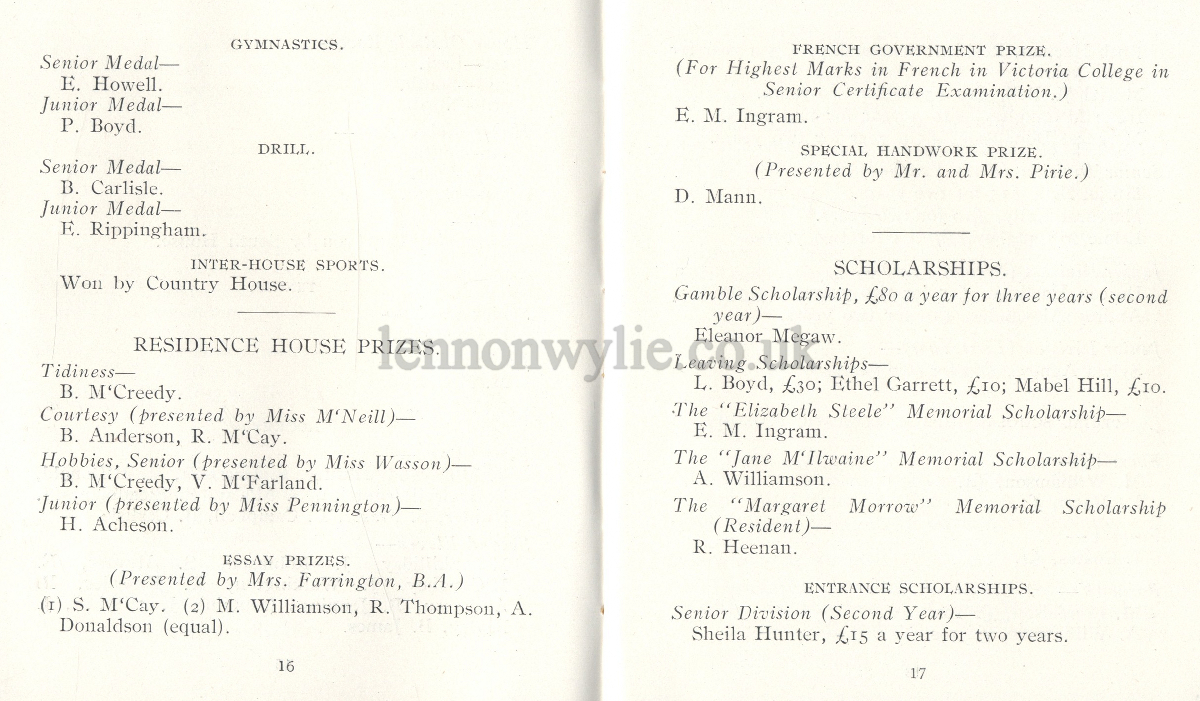 GYMNASTICS.
Senior Medal—
E. Howell.
Junior Medal—
P. Boyd.
DRILL.
Senior Medal—
B. Carlisle.
Junior Medal—
E. Rippingham.
INTER-HOUSE SPORTS.
Won by Country House.
RESIDENCE HOUSE PRIZES.
Tidiness—
B. M‘Creedy.
Courtesy (presented by Miss M‘Neill)—
B. Anderson, R. M‘Cay.
Hobbies, Senior (presented by Miss Wasson)—
B. M‘Creedy, V. M‘Farland.
Junior (presented by Miss Pennington)—
H. Acheson.
ESSAY PRIZES.
(Presented by Mrs. Farrington, B.A.)
(1) S. M‘Cay. (2) M. Williamson, R. Thompson, A.
Donaldson (equal).
16
FRENCH GOVERNMENT PRIZE.
(For Highest Marks in French in Victoria College in
Senior Certificate Examination.)
E. M. Ingram.
SPECIAL HANDWORK PRIZE.
(Presented by Mr. and Mrs. Pirie.)
D. Mann.
SCHOLARSHIPS.
Gamble Scholarship, £80 a year for three years (second
year)—
Eleanor Megaw.
Leaving Scholarships—
L. Boyd, £30; Ethel Garrett, £10; Mabel Hill, £10.
The "Elizabeth Steele" Memorial Scholarship—
E. M. Ingram.
The "Jane M‘Ilwaine" Memorial Scholarship—
A. Williamson.
The "Margaret Morrow" Memorial Scholarship
(Resident)—
R. Heenan.
ENTRANCE SCHOLARSHIPS.
Senior Division (Second Year)—
Sheila Hunter, £15 a year for two years.
17
lennonwylie.co.uk